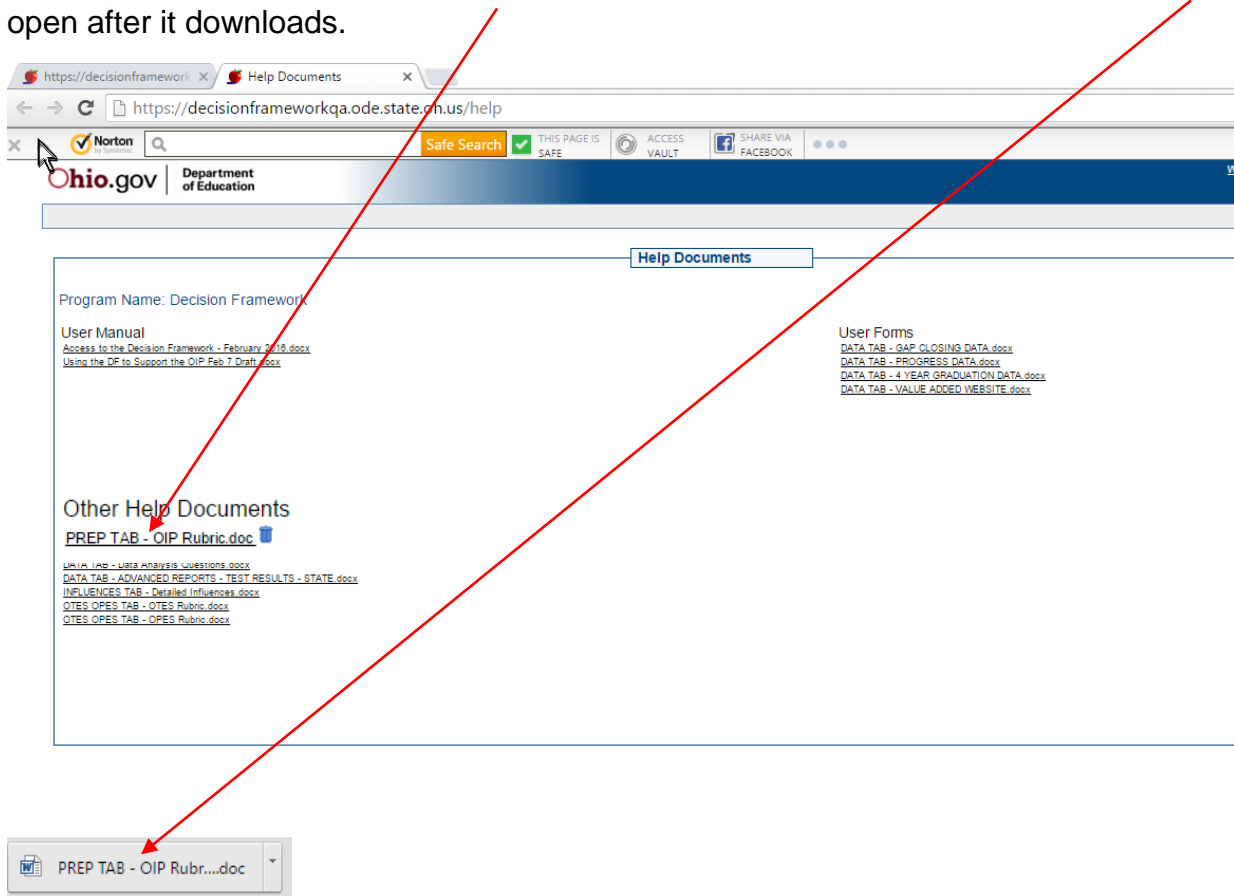 open after it downloads.
https://decisionframework
Help Documents
https://decisionframeworkqa.ode.state.oh.us/help
Norton
by Symantec
Safe Search
THIS PAGE IS
SAFE
ACCESS
VAULT
SHARE VIA
FACEBOOK
Ohio.gov
Department
of Education
Help Documents
Program Name: Decision Framework
User Manual
Access to the Decision Framework - February 2016.docx
Using the DF to Support the OIP Feb 7 Draft.docx
User Forms
DATA TAB - GAP CLOSING DATA.docx
DATA TAB - PROGRESS DATA.docx
DATA TAB - 4 YEAR GRADUATION DATA.docx
DATA TAB - VALUE ADDED WEBSITE.docx
Other Help Documents
PREP TAB - OIP Rubric.doc
DATA TAB - Data Analysis Questions.docx
DATA TAB - ADVANCED REPORTS - TEST RESULTS - STATE.docx
INFLUENCES TAB - Detailed Influences.docx
OTES OPES TAB - OTES Rubric.docx
OTES OPES TAB - OPES Rubric.docx
PREP TAB - OIP Rubr....doc